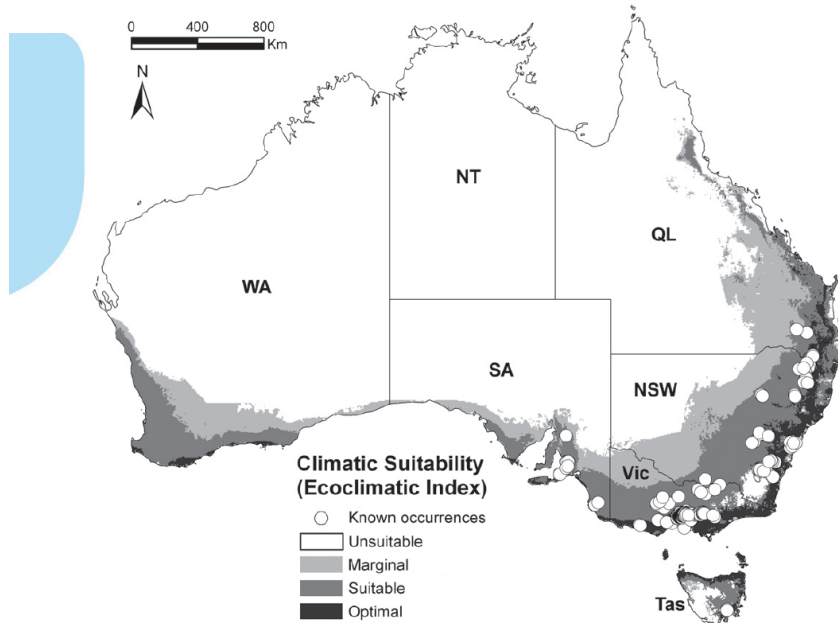 0 400 800
Km
N
NT
QL
WA
SA
NSW
Climatic Suitability
(Ecoclimatic Index)
Vic
Known occurrences
Unsuitable
Marginal
Suitable
Optimal
Tas